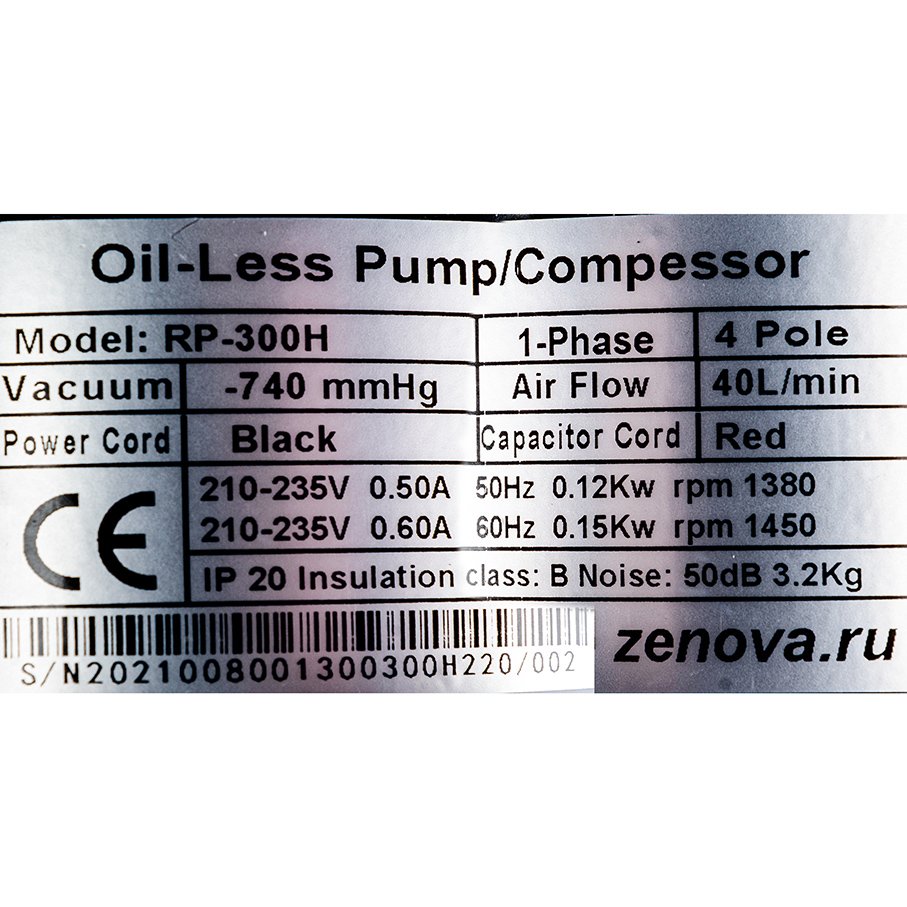 Oil-Less Pump/Compessor
Model: RP-300H 1-Phase 4 Pole
Vacuum -740 mmHg Air Flow 40L/min
Power Cord Black Capacitor Cord Red
CE 210-235V 0.50A 50Hz 0.12Kw rpm 1380
210-235V 0.60A 60Hz 0.15Kw rpm 1450
IP 20 Insulation class: B Noise: 50dB 3.2Kg
S/N2021008001300300H220/002 zenova.ru